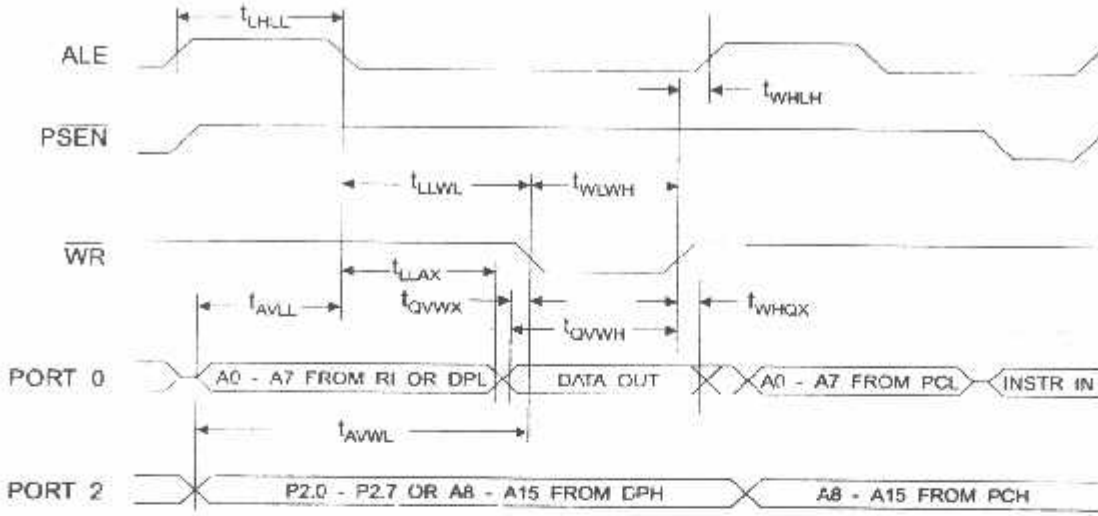 tLHLL
ALE
tWHLH
PSEN
tLLWL
tWLWH
WR
tLLAX
tAVLL
tQVWX
tWHQX
tQVWH
PORT 0
A0 - A7 FROM RI OR DPL
DATA OUT
A0 - A7 FROM PCL
INSTR IN
tAVWL
PORT 2
P2.0 - P2.7 OR A8 - A15 FROM DPH
A8 - A15 FROM PCH